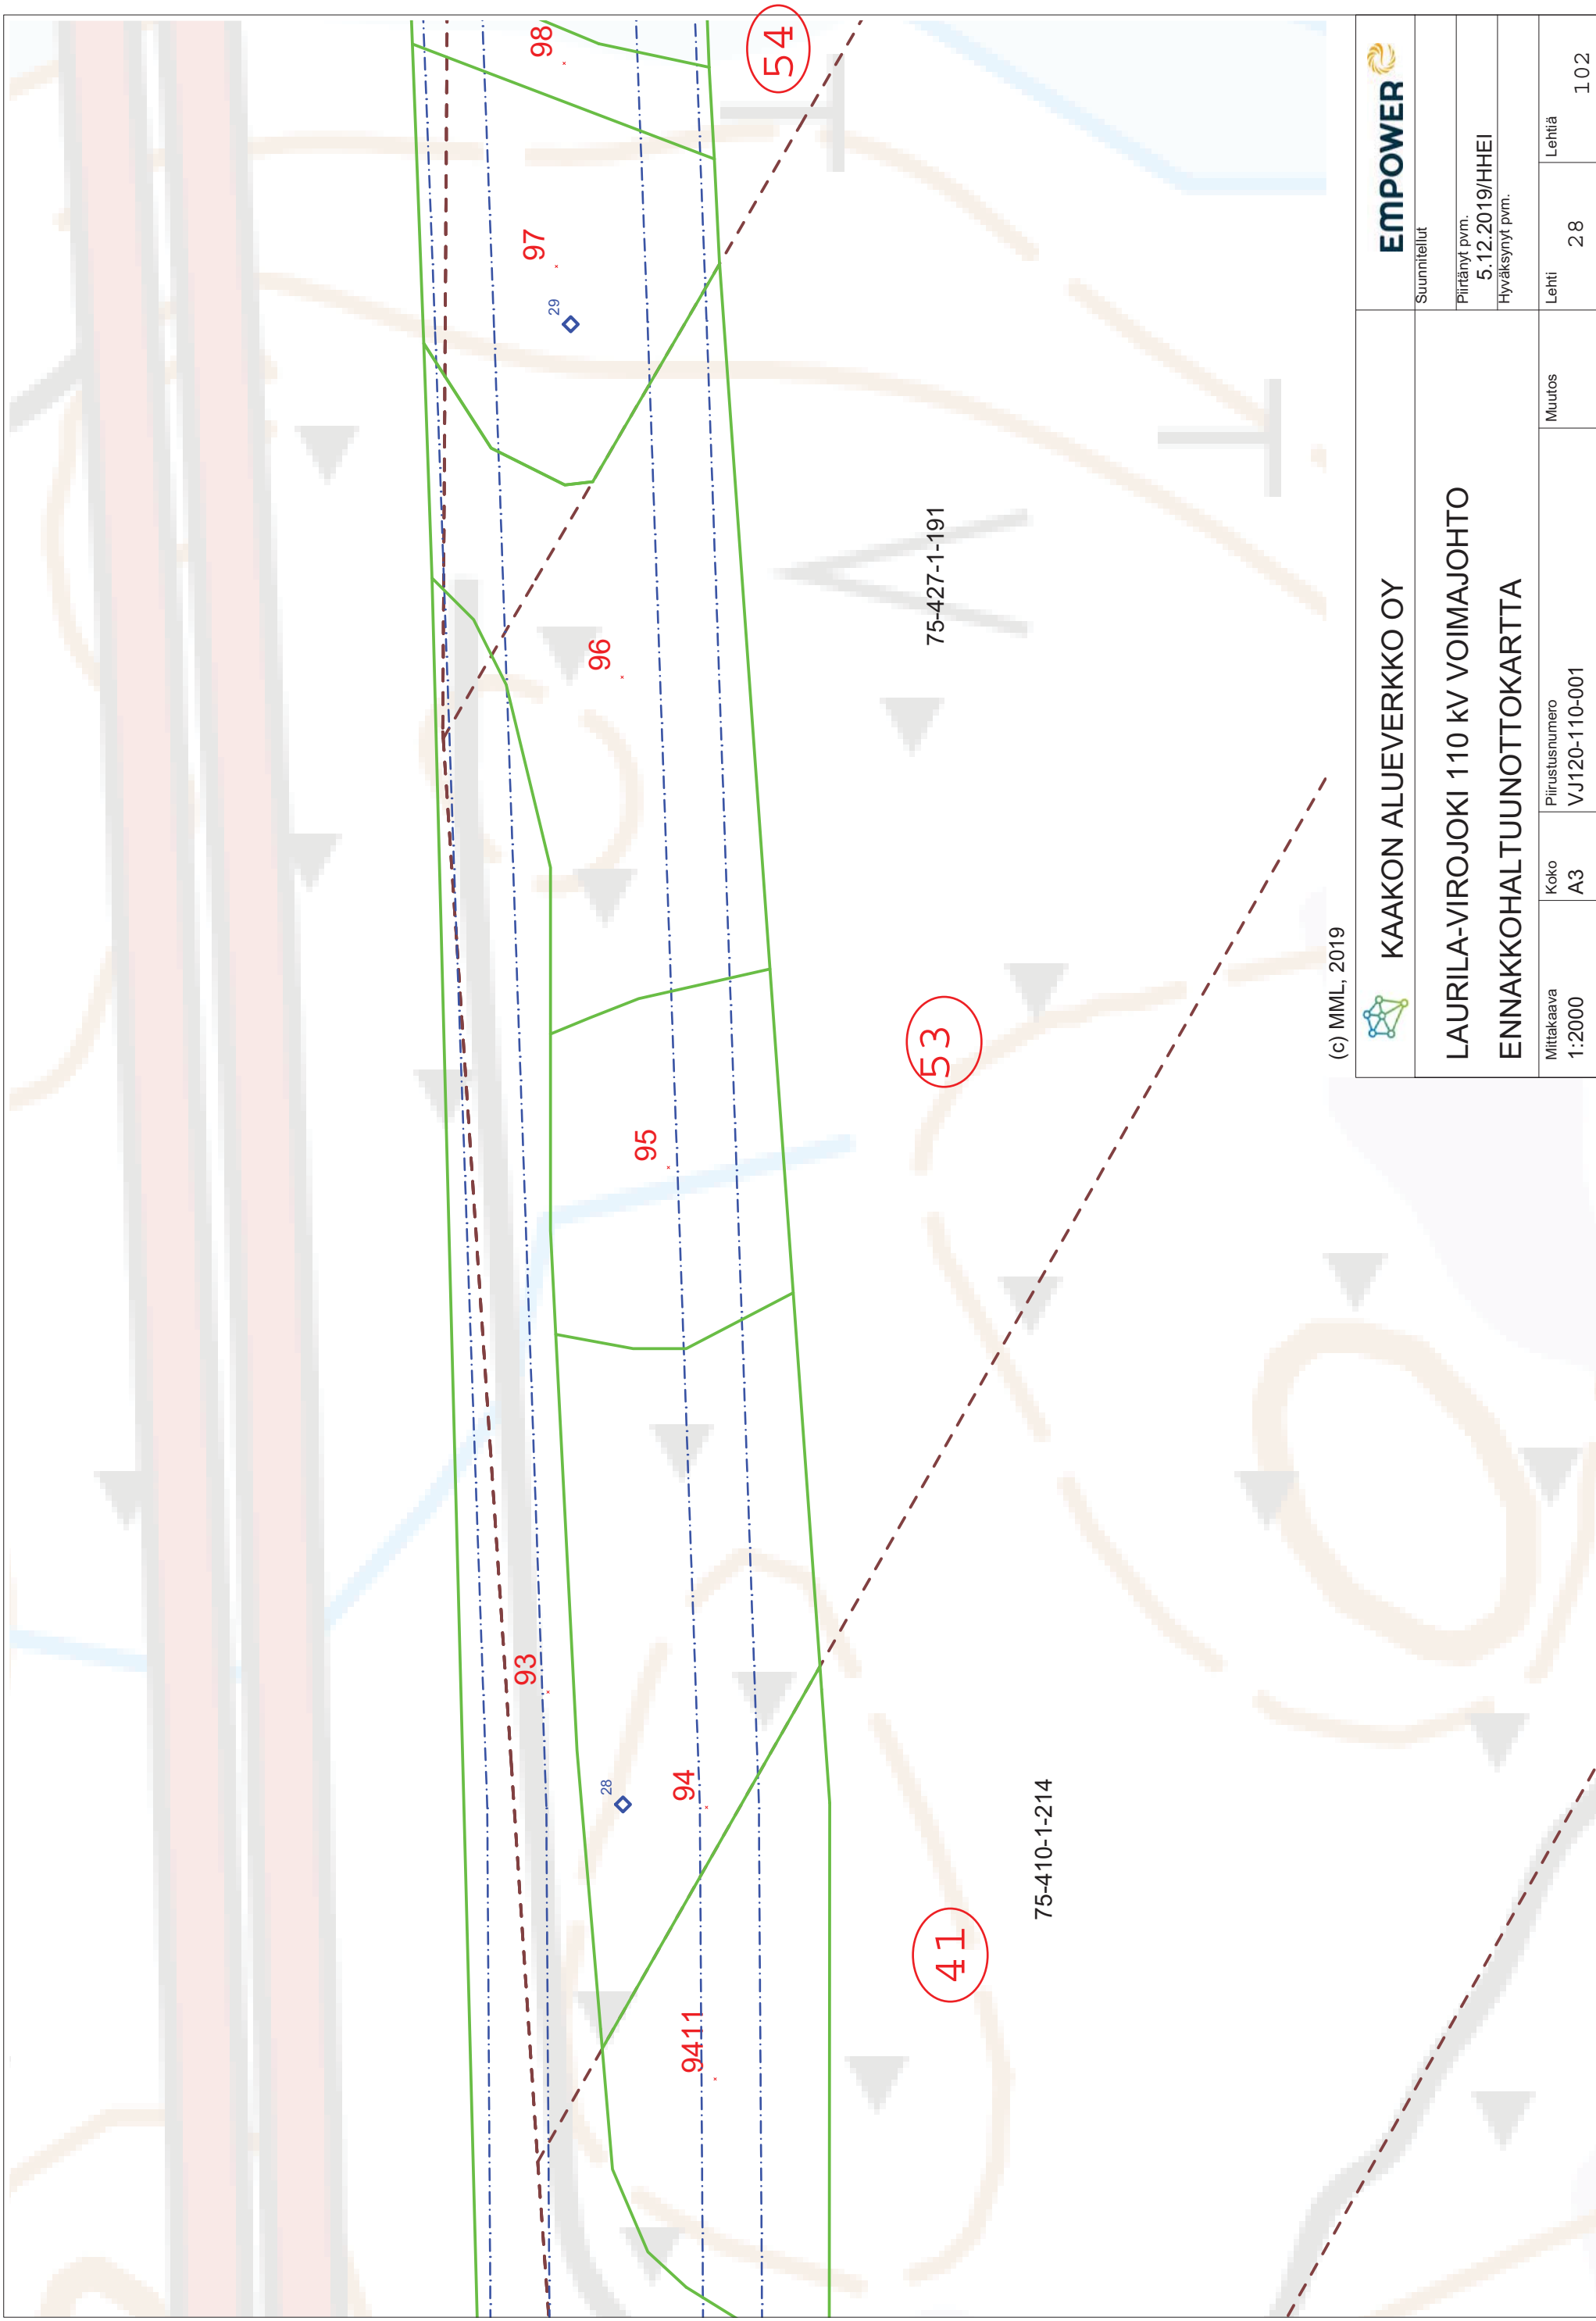 98
54
97
29
96
75-427-1-191
95
53
93
28
94
9411
41
75-410-1-214
(c) MML, 2019
KAAKON ALUEVERKKO OY
EMPOWER
LAURILA-VIROJOKI 110 kV VOIMAJOHTO
ENNAKKOHALTUUNOTTOKARTTA
Suunnitellut
Piirtänyt pvm.
5.12.2019/HHEI
Hyväksynyt pvm.
Mittakaava
1:2000
Koko
A3
Piirustusnumero
VJ120-110-001
Muutos
Lehti
28
Lehtiä
102